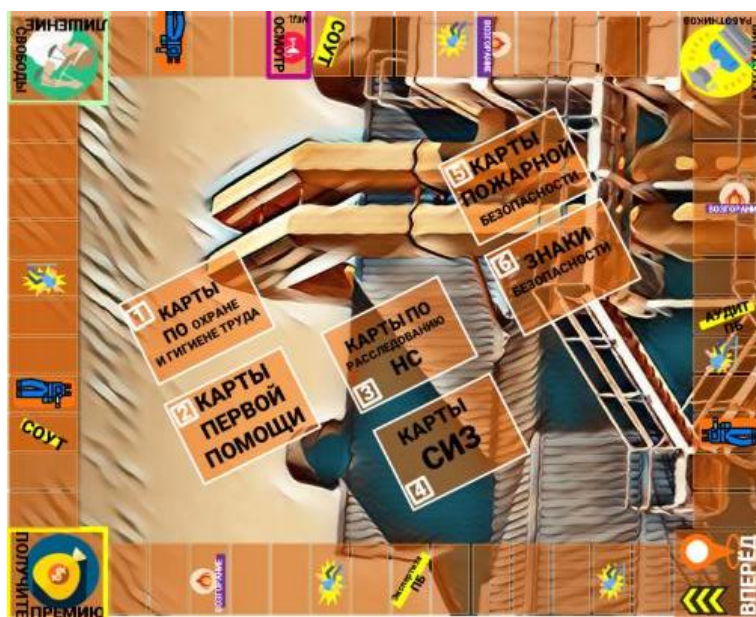 ЛИШЕНИЕ
СВОБОДЫ
МЕД.
ОСМОТР
СОУТ
ВОЗГОРАНИЕ
РАБОТНИКОВ
5 КАРТЫ
ПОЖАРНОЙ
БЕЗОПАСНОСТИ
6 ЗНАКИ
БЕЗОПАСНОСТИ
1 КАРТЫ
ПО ОХРАНЕ
И ГИГИЕНЕ ТРУДА
КАРТЫ ПО
РАССЛЕДОВАНИЮ
3 НС
2 КАРТЫ
ПЕРВОЙ
ПОМОЩИ
КАРТЫ
СИЗ
4
ВОЗГОРАНИЕ
АУДИТ
ПБ
СОУТ
ПОЛУЧИТЕ
ПРЕМИЮ
ВОЗГОРАНИЕ
Экспертиза
ПБ
ВПЕРЁД